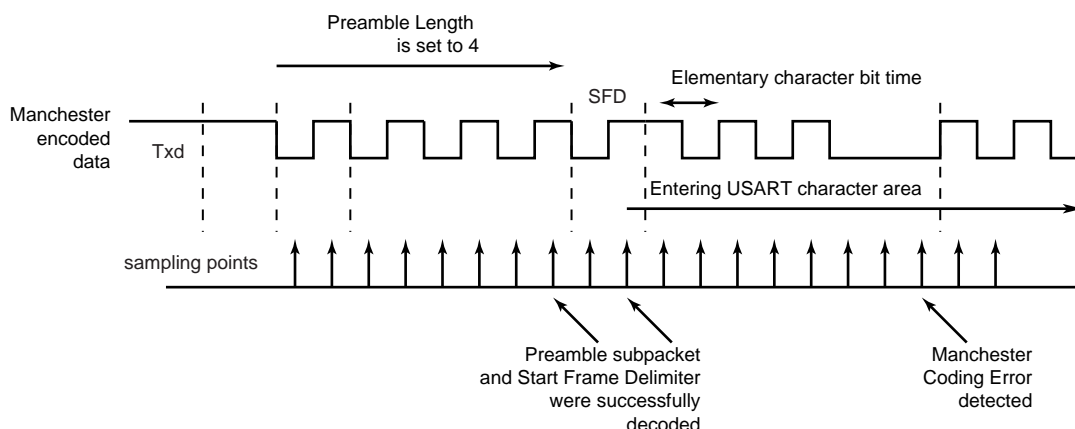 Preamble Length
is set to 4
Elementary character bit time
SFD
Manchester
encoded
data
Txd
Entering USART character area
sampling points
Preamble subpacket
and Start Frame Delimiter
were successfully
decoded
Manchester
Coding Error
detected